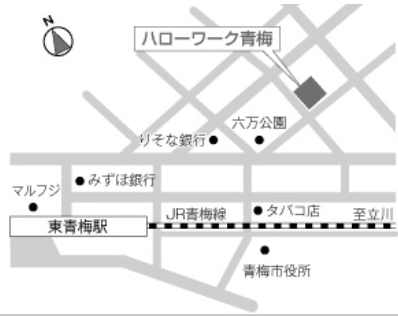 N
ハローワーク青梅
六万公園
りそな銀行
みずほ銀行
マルフジ
JR青梅線
タバコ店
至立川
東青梅駅
青梅市役所